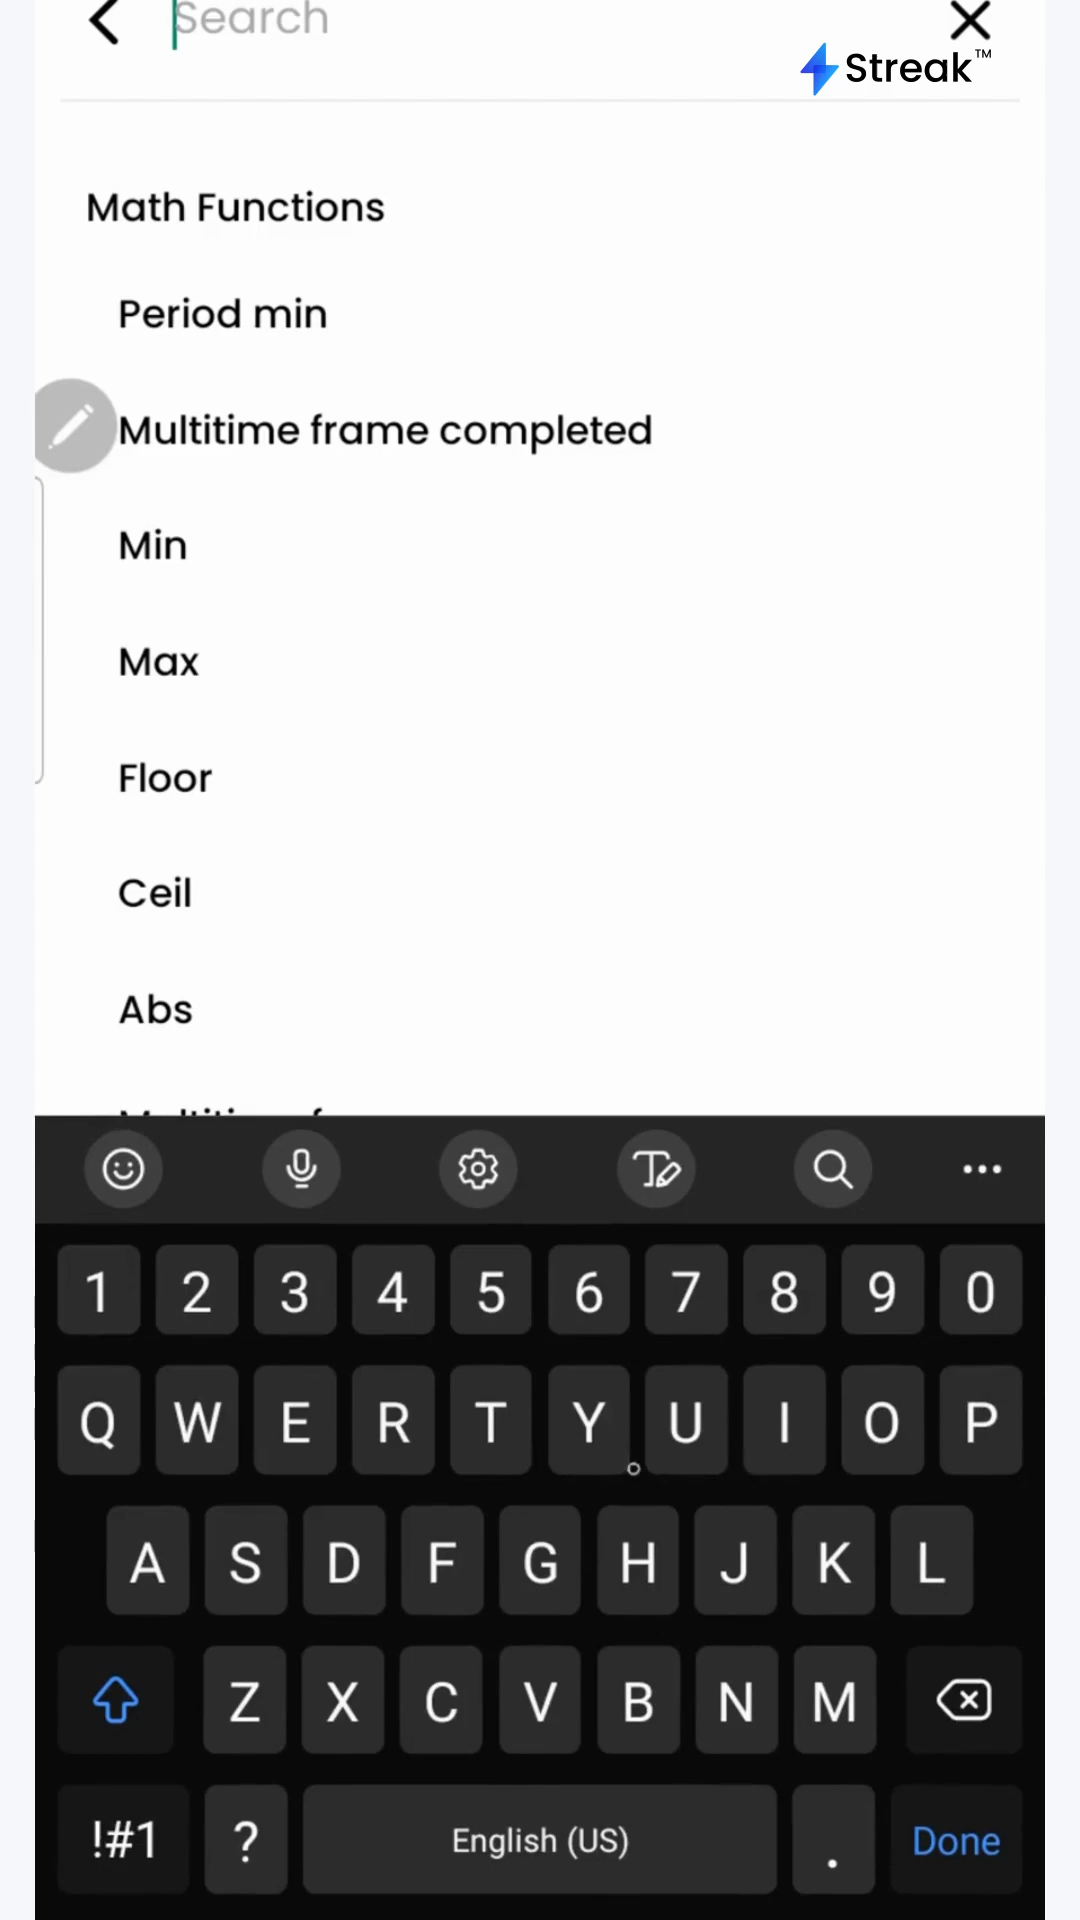 Search
Streak™
Math Functions
Period min
Multitime frame completed
Min
Max
Floor
Ceil
Abs
1 2 3 4 5 6 7 8 9 0
Q W E R T Y U I O P
A S D F G H J K L
Z X C V B N M
!#1 ? English (US) . Done